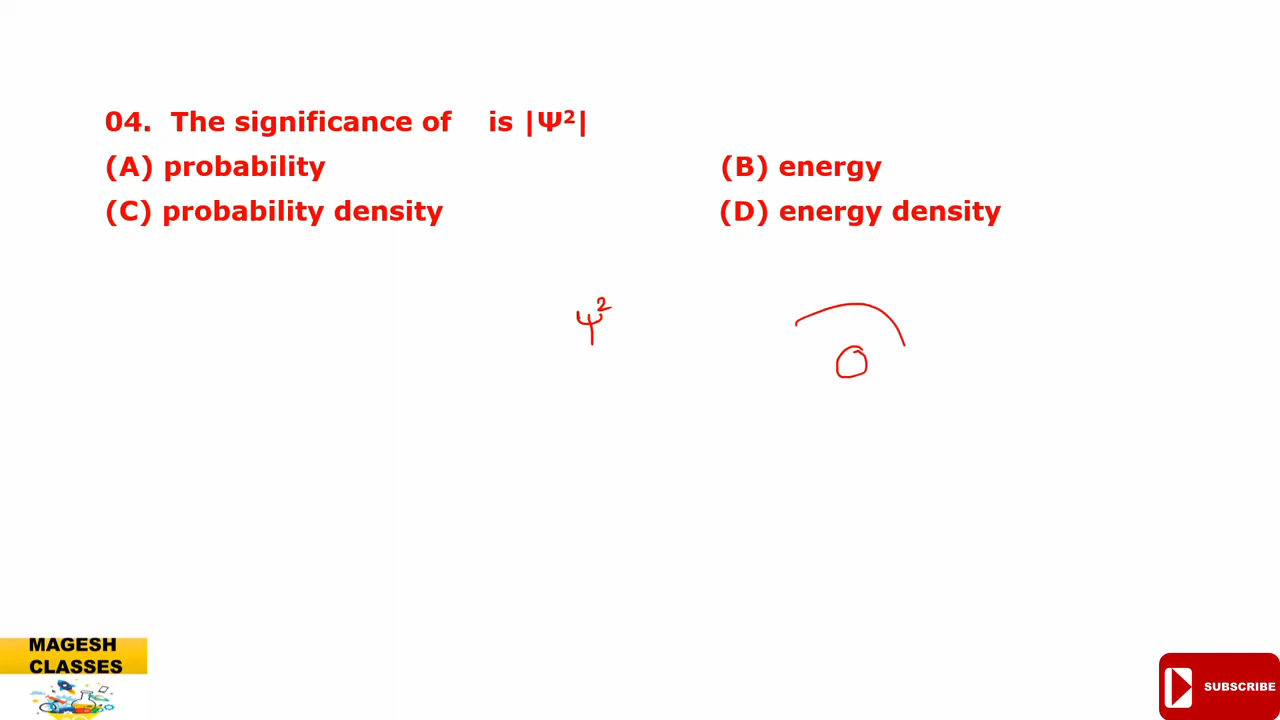 04. The significance of is |Ψ²|
(A) probability (B) energy
(C) probability density (D) energy density
ψ²
MAGESH
CLASSES
SUBSCRIBE